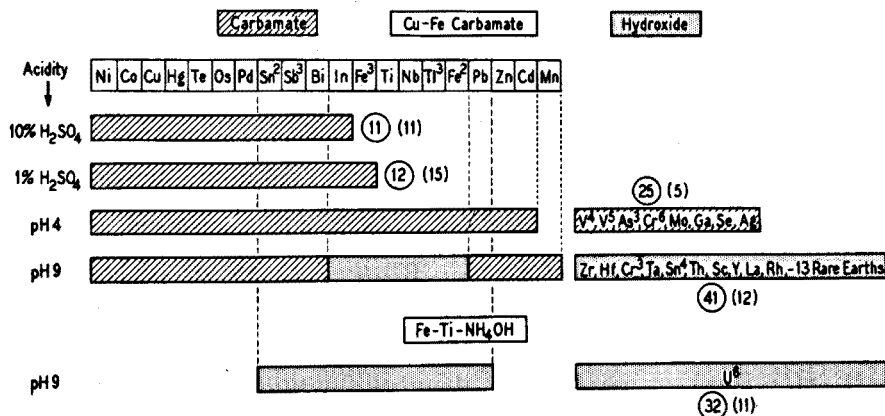 Carbamate Cu-Fe Carbamate Hydroxide
Acidity
Ni Co Cu Hg Te Os Pd Sn² Sb³ Bi In Fe³ Ti Nb Tl³ Fe² Pb Zn Cd Mn
10% H₂SO₄ 11 (11)
1% H₂SO₄ 12 (15)
25 (5)
pH 4 V⁴, V⁵ As³, Cr⁶, Mo, Ga, Se, Ag
pH 9 Zr, Hf, Cr³, Ta, Sn⁴, Th, Sc, Y, La, Rh, -13 Rare Earths
41 (12)
Fe-Ti-NH₄OH
pH 9 U⁶
32 (11)